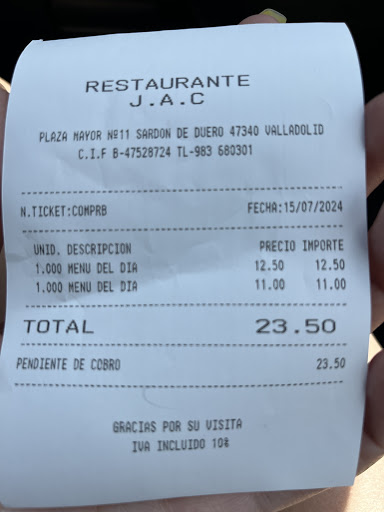 RESTAURANTE
J.A.C
PLAZA MAYOR Nº11 SARDON DE DUERO 47340 VALLADOLID
C.I.F B-47528724 TL-983 680301
N.TICKET:COMPRB FECHA:15/07/2024
UNID. DESCRIPCION PRECIO IMPORTE
1.000 MENU DEL DIA 12.50 12.50
1.000 MENU DEL DIA 11.00 11.00
TOTAL 23.50
PENDIENTE DE COBRO 23.50
GRACIAS POR SU VISITA
IVA INCLUIDO 10%